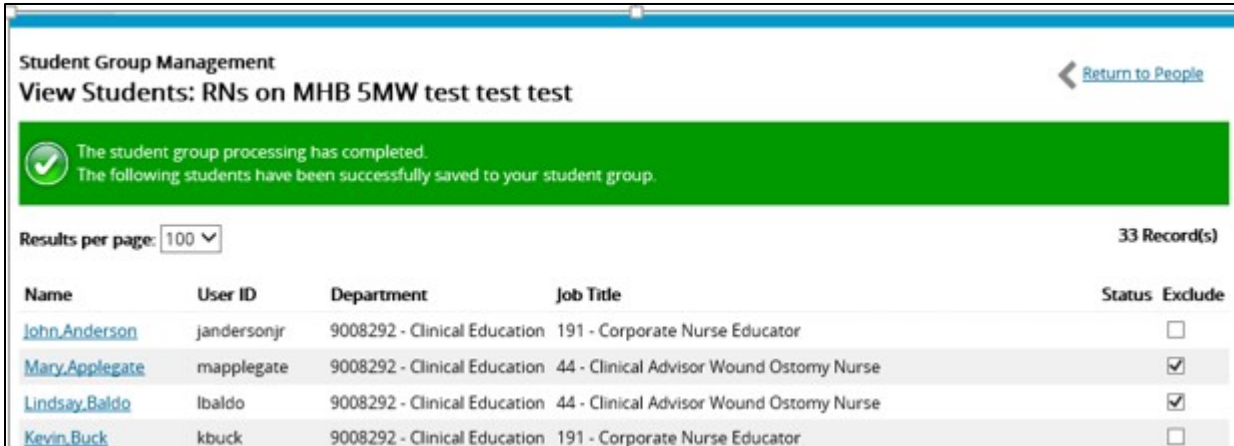 Student Group Management
Return to People
View Students: RNs on MHB 5MW test test test
The student group processing has completed.
The following students have been successfully saved to your student group.
Results per page: 100
33 Record(s)
Name User ID Department Job Title Status Exclude
John,Anderson jandersonjr 9008292 - Clinical Education 191 - Corporate Nurse Educator
Mary,Applegate mapplegate 9008292 - Clinical Education 44 - Clinical Advisor Wound Ostomy Nurse
Lindsay,Baldo lbaldo 9008292 - Clinical Education 44 - Clinical Advisor Wound Ostomy Nurse
Kevin,Buck kbuck 9008292 - Clinical Education 191 - Corporate Nurse Educator